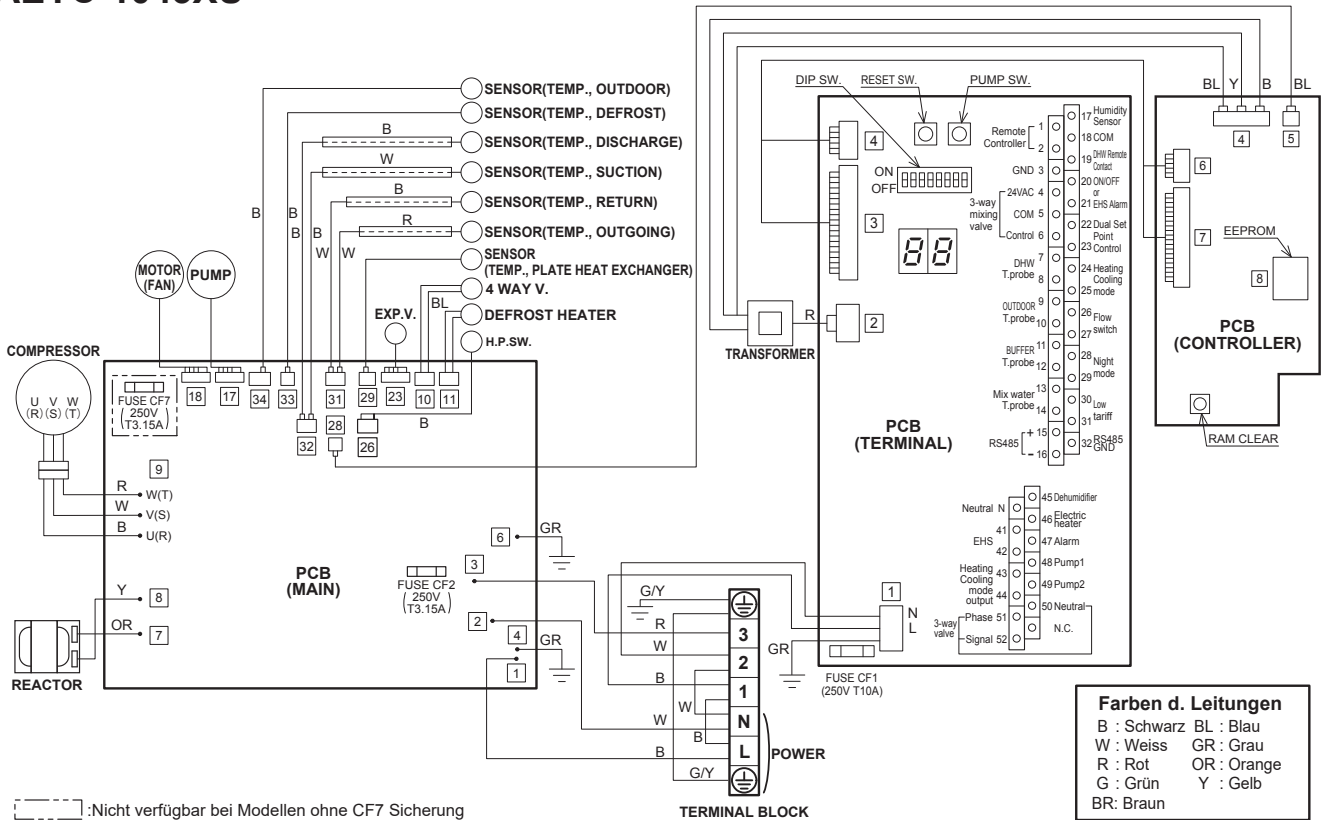 SENSOR(TEMP., OUTDOOR)
SENSOR(TEMP., DEFROST)
B
SENSOR(TEMP., DISCHARGE)
W
SENSOR(TEMP., SUCTION)
B
SENSOR(TEMP., RETURN)
R
SENSOR(TEMP., OUTGOING)
SENSOR
(TEMP., PLATE HEAT EXCHANGER)
4 WAY V.
BL
DEFROST HEATER
H.P.SW.
EXP.V.
B
B
B
B
W
W
MOTOR
(FAN)
PUMP
COMPRESSOR
U V W
(R) (S) (T)
FUSE CF7
250V
T3.15A
18
17
34
33
31
29
23
10
11
32
28
26
B
9
R
W(T)
W
V(S)
B
U(R)
PCB
(MAIN)
6
GR
3
FUSE CF2
250V
T3.15A
2
4
GR
1
Y
8
OR
7
REACTOR
G/Y
R
W
B
W
W
B
B
G/Y
3
2
1
N
L
POWER
TERMINAL BLOCK
TRANSFORMER
R
DIP SW.
RESET SW.
PUMP SW.
4
ON
OFF
3
88
2
PCB
(TERMINAL)
1
N
L
GR
FUSE CF1
(250V T10A)
Remote
Controller
1
2
GND 3
3-way
mixing
valve
24VAC 4
COM 5
Control 6
DHW
T.probe
7
8
OUTDOOR
T.probe
9
10
BUFFER
T.probe
11
12
Mix water
T.probe
13
14
RS485
+ 15
- 16
17 Humidity
Sensor
18 COM
19 DHW Remote
Contact
20 ON/OFF
or
21 EHS Alarm
22 Dual Set
Point
23 Control
24 Heating
Cooling
25 mode
26
Flow
switch
27
28
Night
29 mode
30
Low
tariff
31
32 RS485
GND
Neutral N
EHS
41
42
Heating
Cooling
mode
output
43
44
3-way
valve
Phase 51
Signal 52
45 Dehumidifier
46 Electric
heater
47 Alarm
48 Pump1
49 Pump2
50 Neutral
N.C.
BL Y B BL
4
5
6
7
EEPROM
8
PCB
(CONTROLLER)
RAM CLEAR
Farben d. Leitungen
B : Schwarz BL : Blau
W : Weiss GR : Grau
R : Rot OR : Orange
G : Grün Y : Gelb
BR: Braun
:Nicht verfügbar bei Modellen ohne CF7 Sicherung